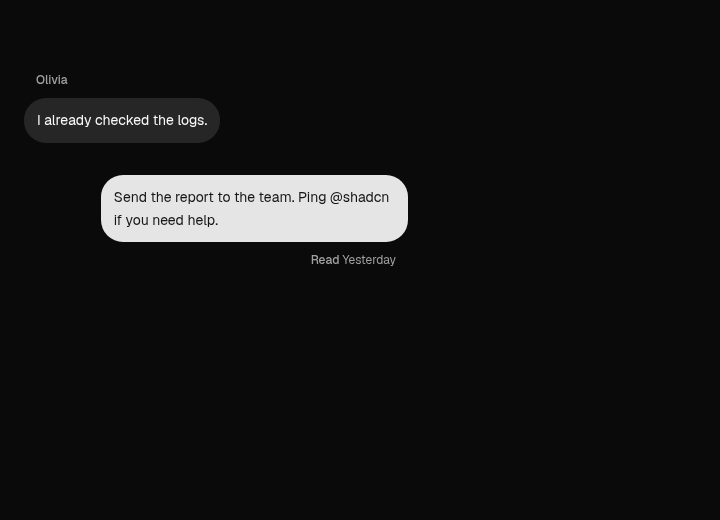 Olivia
I already checked the logs.
Send the report to the team. Ping @shadcn
if you need help.
Read Yesterday